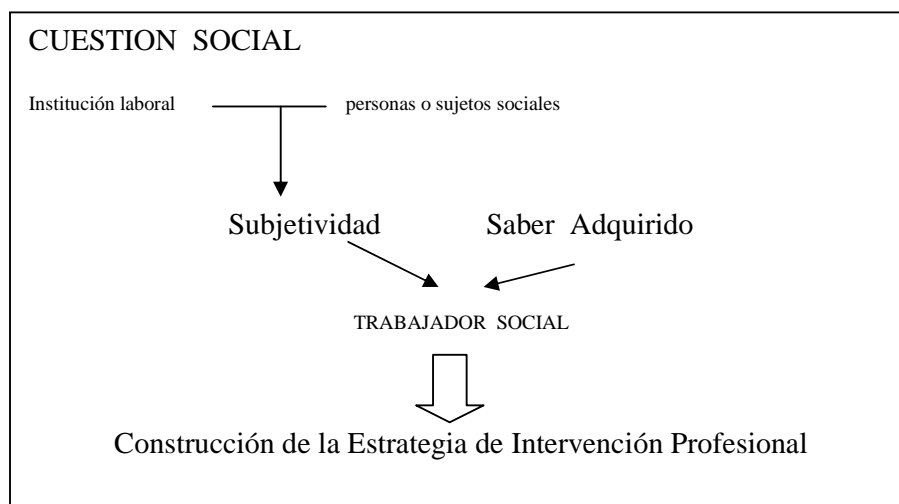 CUESTION SOCIAL
Institución laboral personas o sujetos sociales
Subjetividad Saber Adquirido
TRABAJADOR SOCIAL
Construcción de la Estrategia de Intervención Profesional